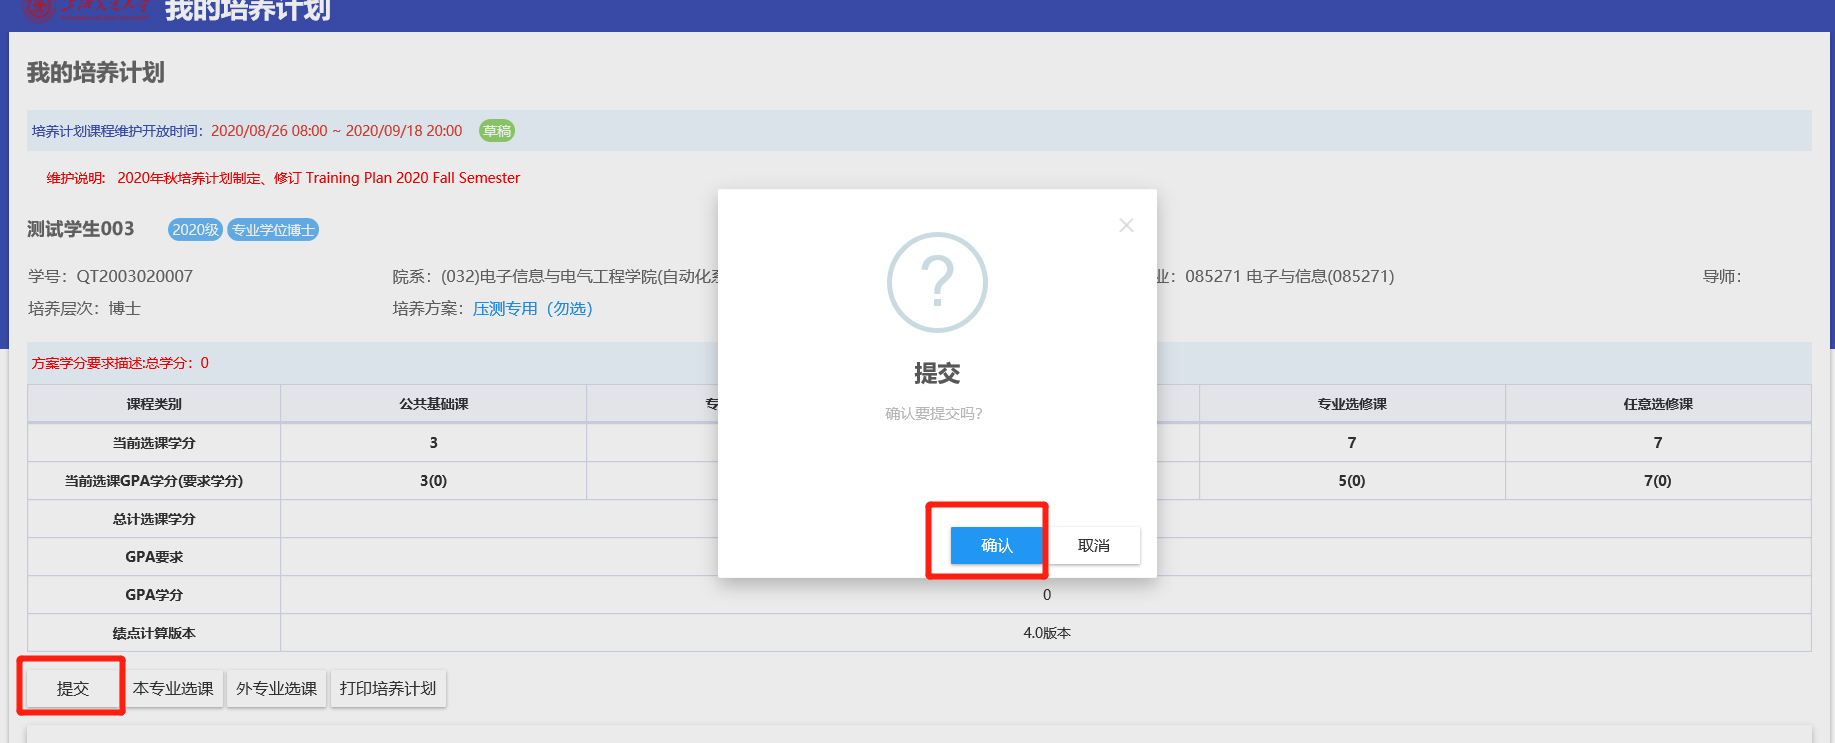 我的培养计划
我的培养计划
培养计划课程维护开放时间：2020/08/26 08:00 ~ 2020/09/18 20:00 草稿
维护说明: 2020年秋培养计划制定、修订 Training Plan 2020 Fall Semester
测试学生003 2020级 专业学位博士
学号：QT2003020007 院系：(032)电子信息与电气工程学院(自动化系 业：085271 电子与信息(085271) 导师：
培养层次：博士 培养方案：压测专用（勿选）
方案学分要求描述:总学分：0
课程类别 公共基础课 专 专业选修课 任意选修课
当前选课学分 3 7 7
当前选课GPA学分(要求学分) 3(0) 5(0) 7(0)
总计选课学分
GPA要求
GPA学分 0
绩点计算版本 4.0版本
提交 本专业选课 外专业选课 打印培养计划
×
?
提交
确认要提交吗?
确认 取消